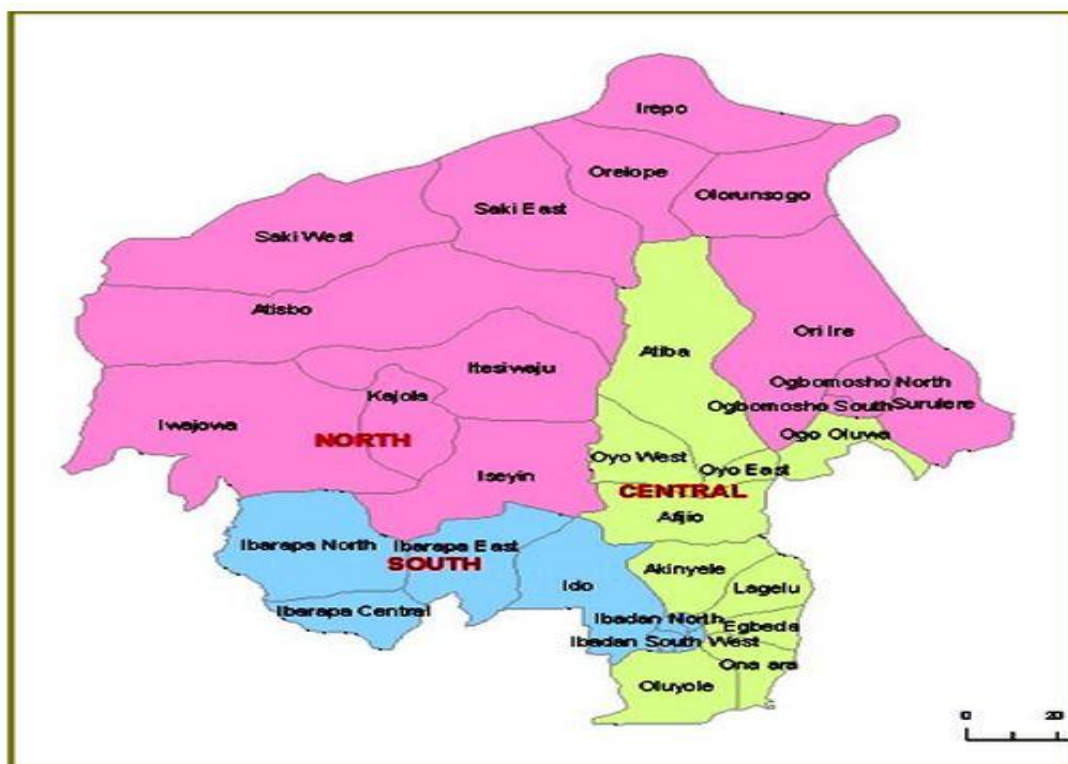 Irepo
Orelope
Olorunsogo
Saki East
Saki West
Atisbo
Ori Ire
Atiba
Itesiwaju
Ogbomosho North
Kajola
Ogbomosho South
Surulere
Iwajowa
Ogo Oluwa
NORTH
Oyo West
Oyo East
Iseyin
CENTRAL
Afijio
Ibarapa North
Ibarapa East
SOUTH
Akinyele
Ido
Lagelu
Ibarapa Central
Ibadan North
Egbeda
Ibadan South West
Ona ara
Oluyole
0
20